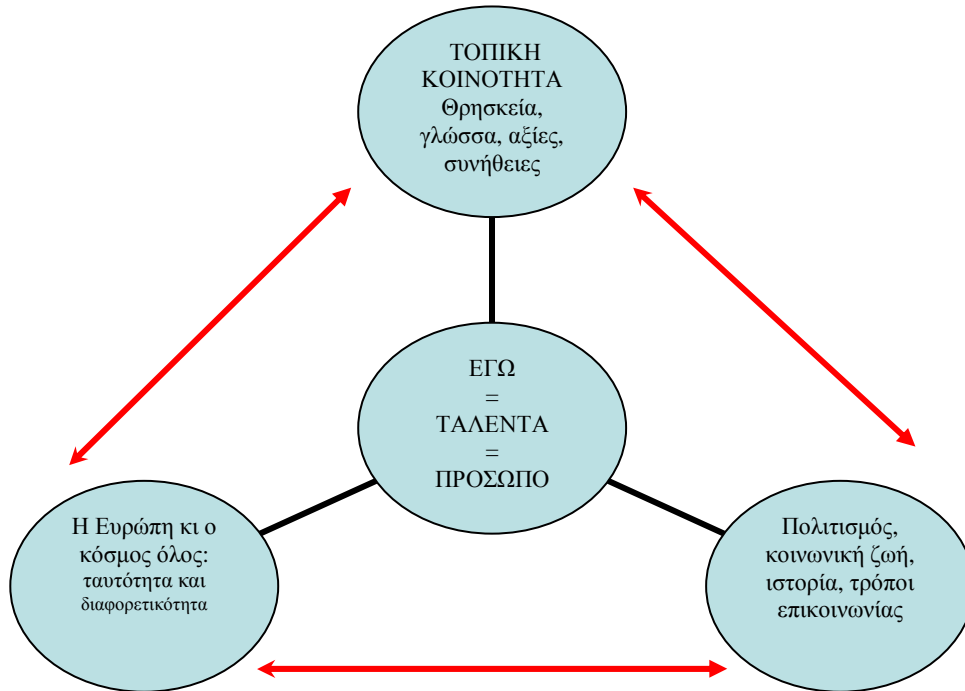 ΤΟΠΙΚΗ
ΚΟΙΝΟΤΗΤΑ
Θρησκεία,
γλώσσα, αξίες,
συνήθειες
ΕΓΩ
=
ΤΑΛΕΝΤΑ
=
ΠΡΟΣΩΠΟ
Η Ευρώπη κι ο
κόσμος όλος:
ταυτότητα και
διαφορετικότητα
Πολιτισμός,
κοινωνική ζωή,
ιστορία, τρόποι
επικοινωνίας